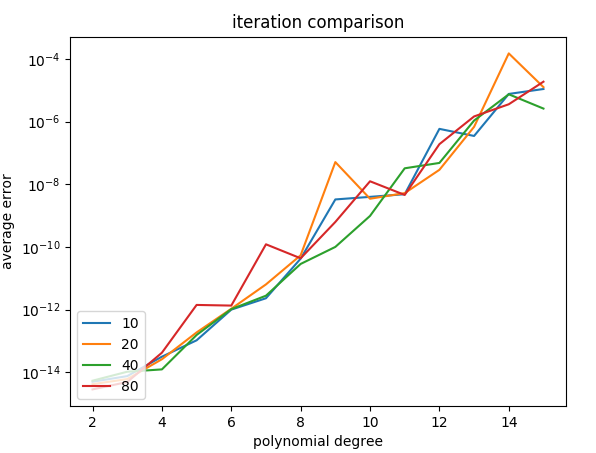 iteration comparison
average error
10⁻⁴
10⁻⁶
10⁻⁸
10⁻¹⁰
10⁻¹²
10⁻¹⁴
10
20
40
80
2 4 6 8 10 12 14
polynomial degree